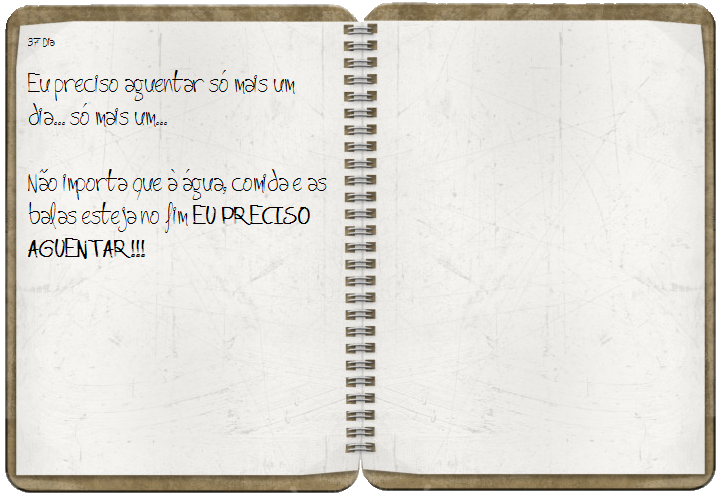 37 Dia
Eu preciso aguentar só mais um
dia... só mais um...
Não importa que à água, comida e as
balas esteja no fim EU PRECISO
AGUENTAR!!!